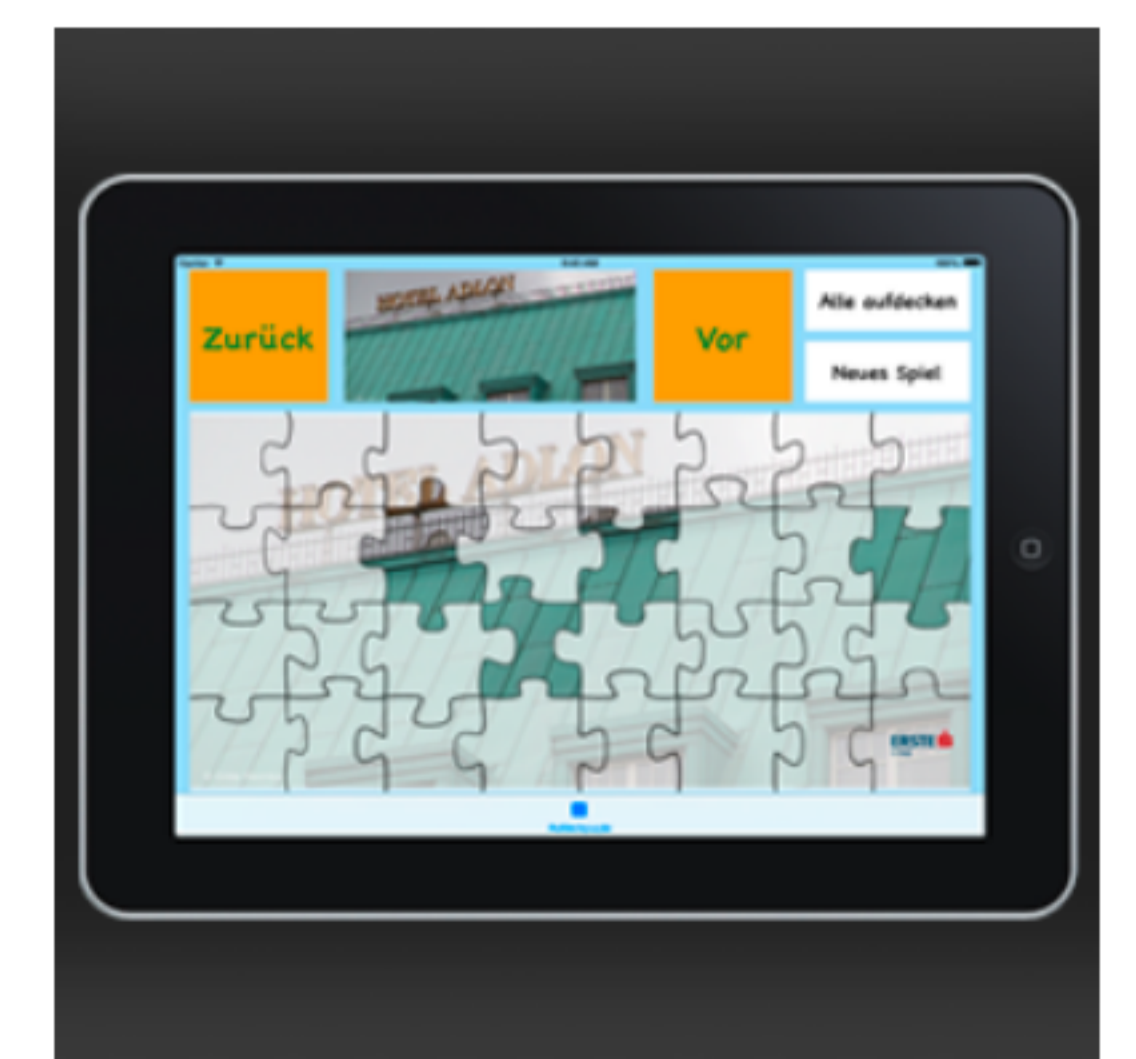 Zurück
HOTEL ADLON
Vor
Alle aufdecken
Neues Spiel
HOTEL ADLON
ERSTE